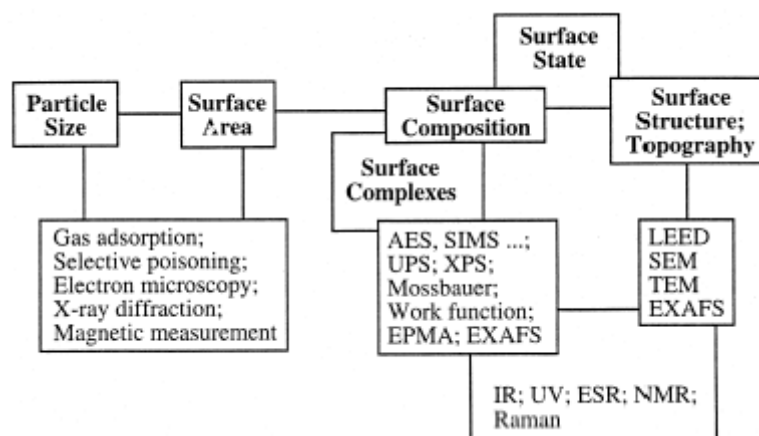 Surface
State
Particle
Size
Surface
Area
Surface
Composition
Surface
Structure;
Topography
Surface
Complexes
Gas adsorption;
Selective poisoning;
Electron microscopy;
X-ray diffraction;
Magnetic measurement
AES, SIMS ...;
UPS; XPS;
Mossbauer;
Work function;
EPMA; EXAFS
LEED
SEM
TEM
EXAFS
IR; UV; ESR; NMR;
Raman